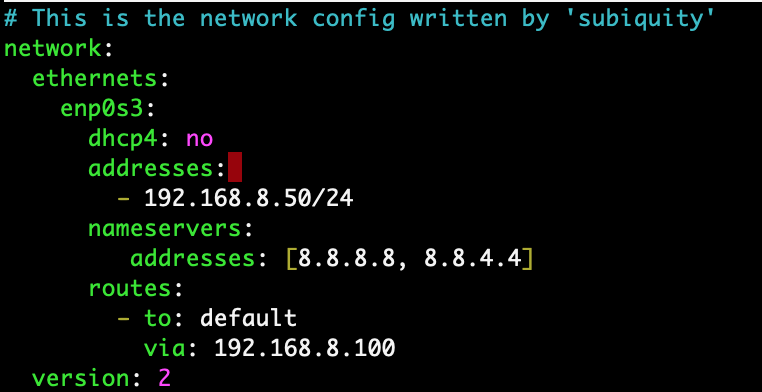 # This is the network config written by 'subiquity'
network:
  ethernets:
    enp0s3:
      dhcp4: no
      addresses:
        - 192.168.8.50/24
      nameservers:
         addresses: [8.8.8.8, 8.8.4.4]
      routes:
        - to: default
          via: 192.168.8.100
  version: 2